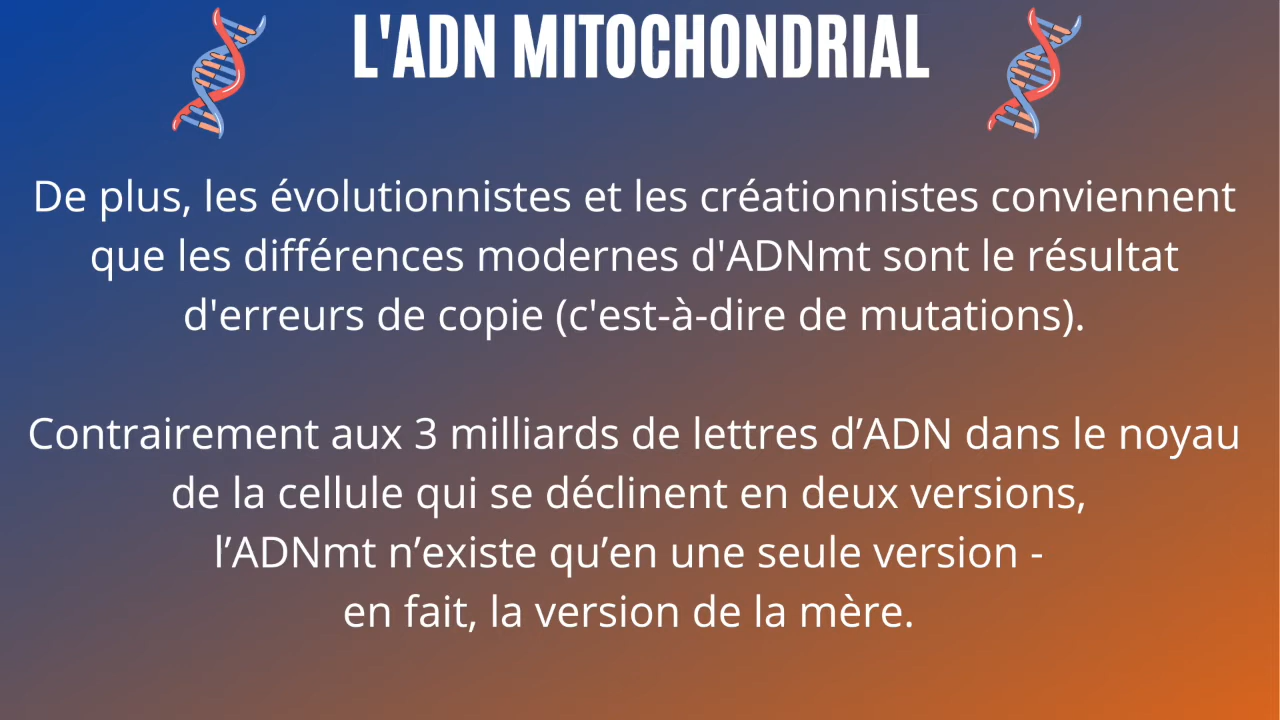 L'ADN MITOCHONDRIAL
De plus, les évolutionnistes et les créationnistes conviennent
que les différences modernes d'ADNmt sont le résultat
d'erreurs de copie (c'est-à-dire de mutations).
Contrairement aux 3 milliards de lettres d’ADN dans le noyau
de la cellule qui se déclinent en deux versions,
l’ADNmt n’existe qu’en une seule version -
en fait, la version de la mère.